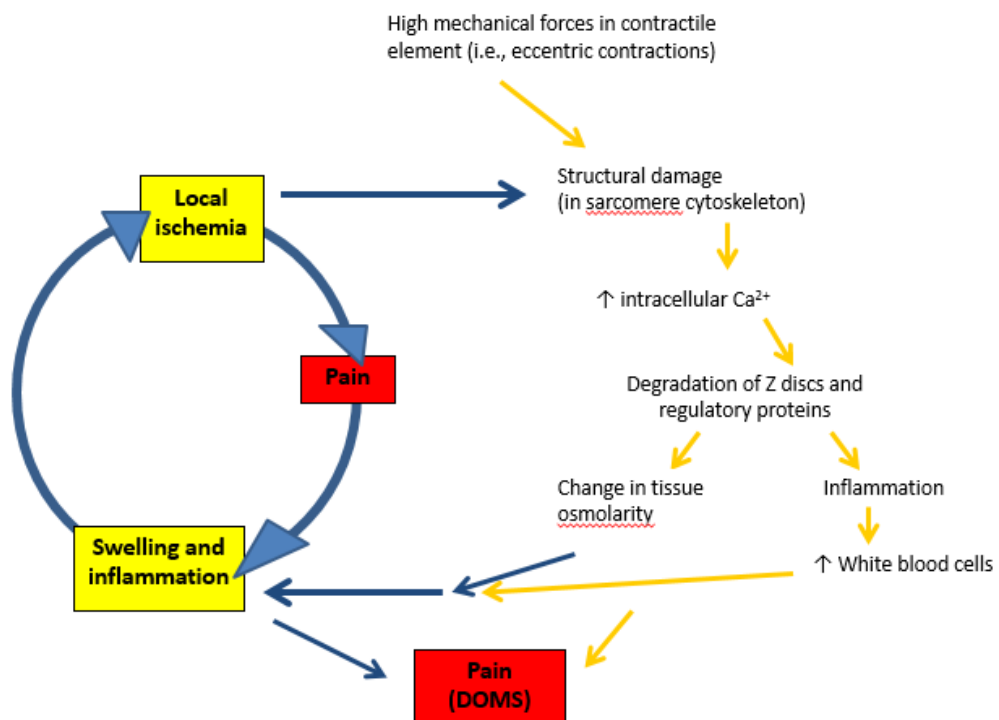 High mechanical forces in contractile
element (i.e., eccentric contractions)
Local
ischemia
Structural damage
(in sarcomere cytoskeleton)
↑ intracellular Ca²⁺
Pain
Degradation of Z discs and
regulatory proteins
Change in tissue
osmolarity
Inflammation
Swelling and
inflammation
↑ White blood cells
Pain
(DOMS)